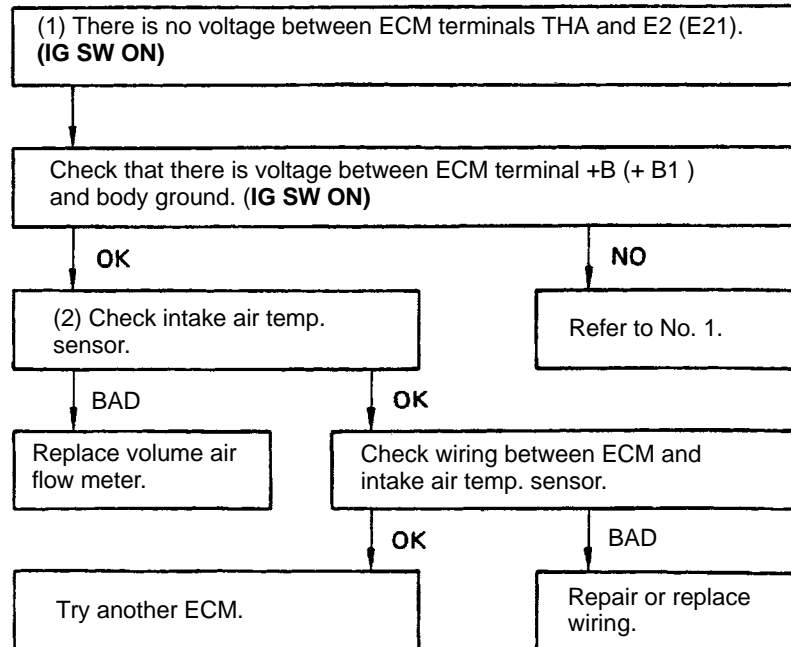 (1) There is no voltage between ECM terminals THA and E2 (E21).
(IG SW ON)
Check that there is voltage between ECM terminal +B (+ B1 )
and body ground. (IG SW ON)
OK
NO
(2) Check intake air temp.
sensor.
Refer to No. 1.
BAD
OK
Replace volume air
flow meter.
Check wiring between ECM and
intake air temp. sensor.
OK
BAD
Try another ECM.
Repair or replace
wiring.